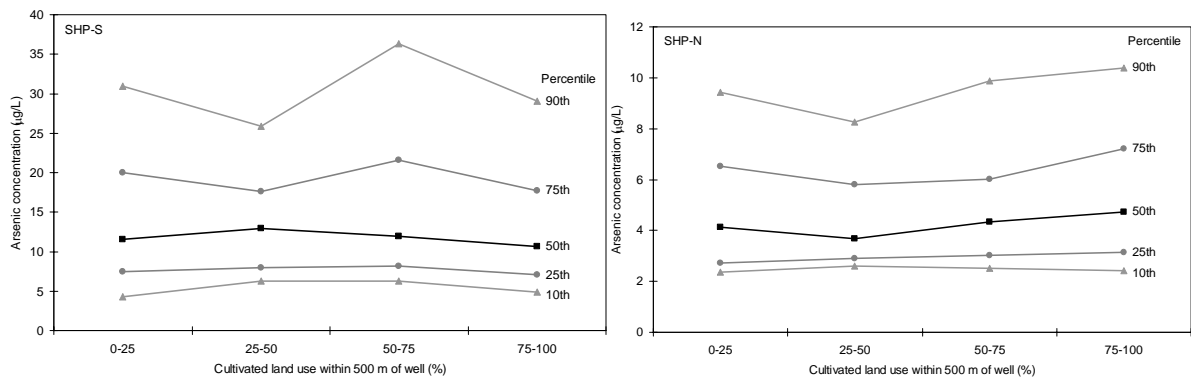 SHP-S
Arsenic concentration (µg/L)
40
35
30
25
20
15
10
5
0
Percentile
90th
75th
50th
25th
10th
0-25
25-50
50-75
75-100
Cultivated land use within 500 m of well (%)
SHP-N
Arsenic concentration (µg/L)
12
10
8
6
4
2
0
Percentile
90th
75th
50th
25th
10th
0-25
25-50
50-75
75-100
Cultivated land use within 500 m of well (%)